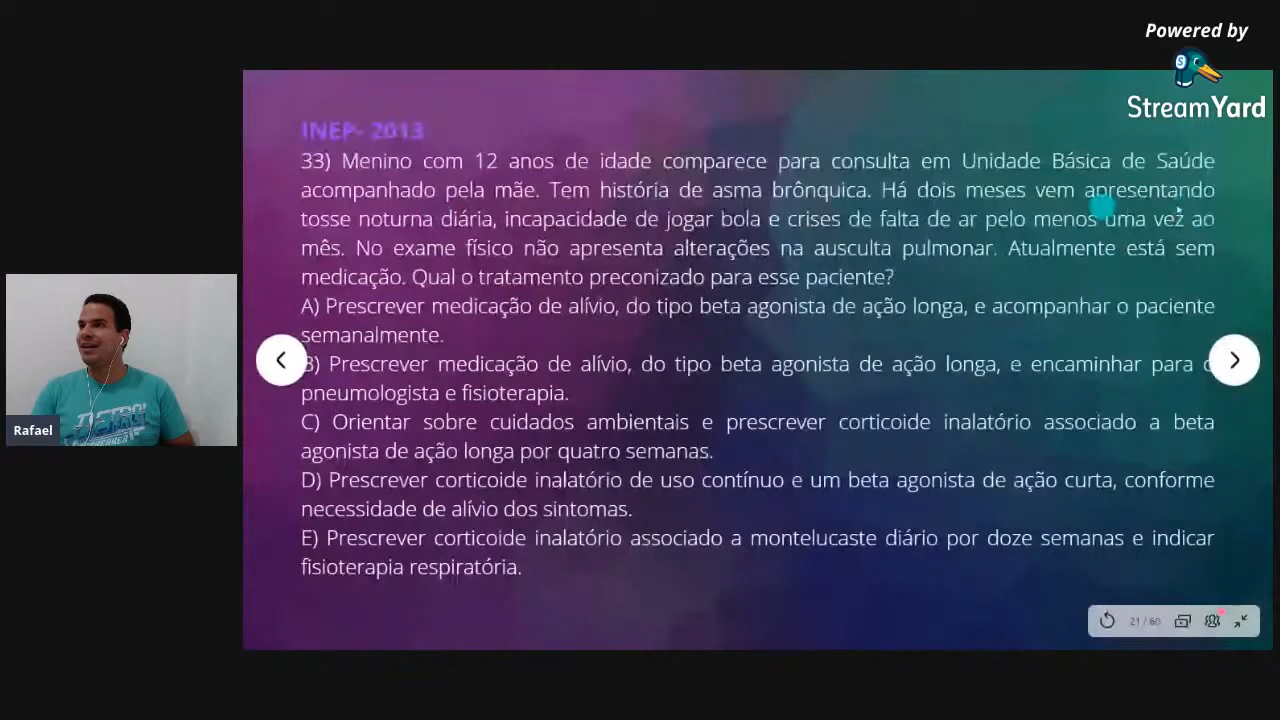 Powered by
StreamYard
INEP- 2013
33) Menino com 12 anos de idade comparece para consulta em Unidade Básica de Saúde
acompanhado pela mãe. Tem história de asma brônquica. Há dois meses vem apresentando
tosse noturna diária, incapacidade de jogar bola e crises de falta de ar pelo menos uma vez ao
mês. No exame físico não apresenta alterações na ausculta pulmonar. Atualmente está sem
medicação. Qual o tratamento preconizado para esse paciente?
A) Prescrever medicação de alívio, do tipo beta agonista de ação longa, e acompanhar o paciente
semanalmente.
B) Prescrever medicação de alívio, do tipo beta agonista de ação longa, e encaminhar para o
pneumologista e fisioterapia.
C) Orientar sobre cuidados ambientais e prescrever corticoide inalatório associado a beta
agonista de ação longa por quatro semanas.
D) Prescrever corticoide inalatório de uso contínuo e um beta agonista de ação curta, conforme
necessidade de alívio dos sintomas.
E) Prescrever corticoide inalatório associado a montelucaste diário por doze semanas e indicar
fisioterapia respiratória.
Rafael
21 / 60